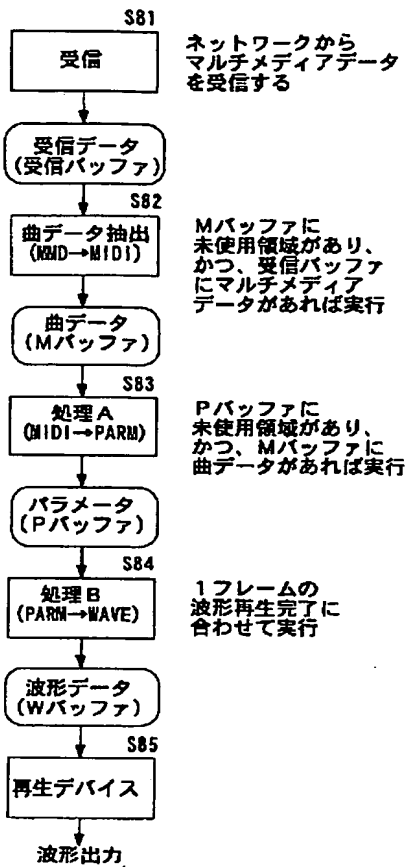 S81
受信
ネットワークから
マルチメディアデータ
を受信する
受信データ
(受信バッファ)
S82
曲データ抽出
(MMD→MIDI)
Mバッファに
未使用領域があり、
かつ、受信バッファ
にマルチメディア
データがあれば実行
曲データ
(Mバッファ)
S83
処理A
(MIDI→PARM)
Pバッファに
未使用領域があり、
かつ、Mバッファに
曲データがあれば実行
パラメータ
(Pバッファ)
S84
処理B
(PARM→WAVE)
1フレームの
波形再生完了に
合わせて実行
波形データ
(Wバッファ)
S85
再生デバイス
波形出力